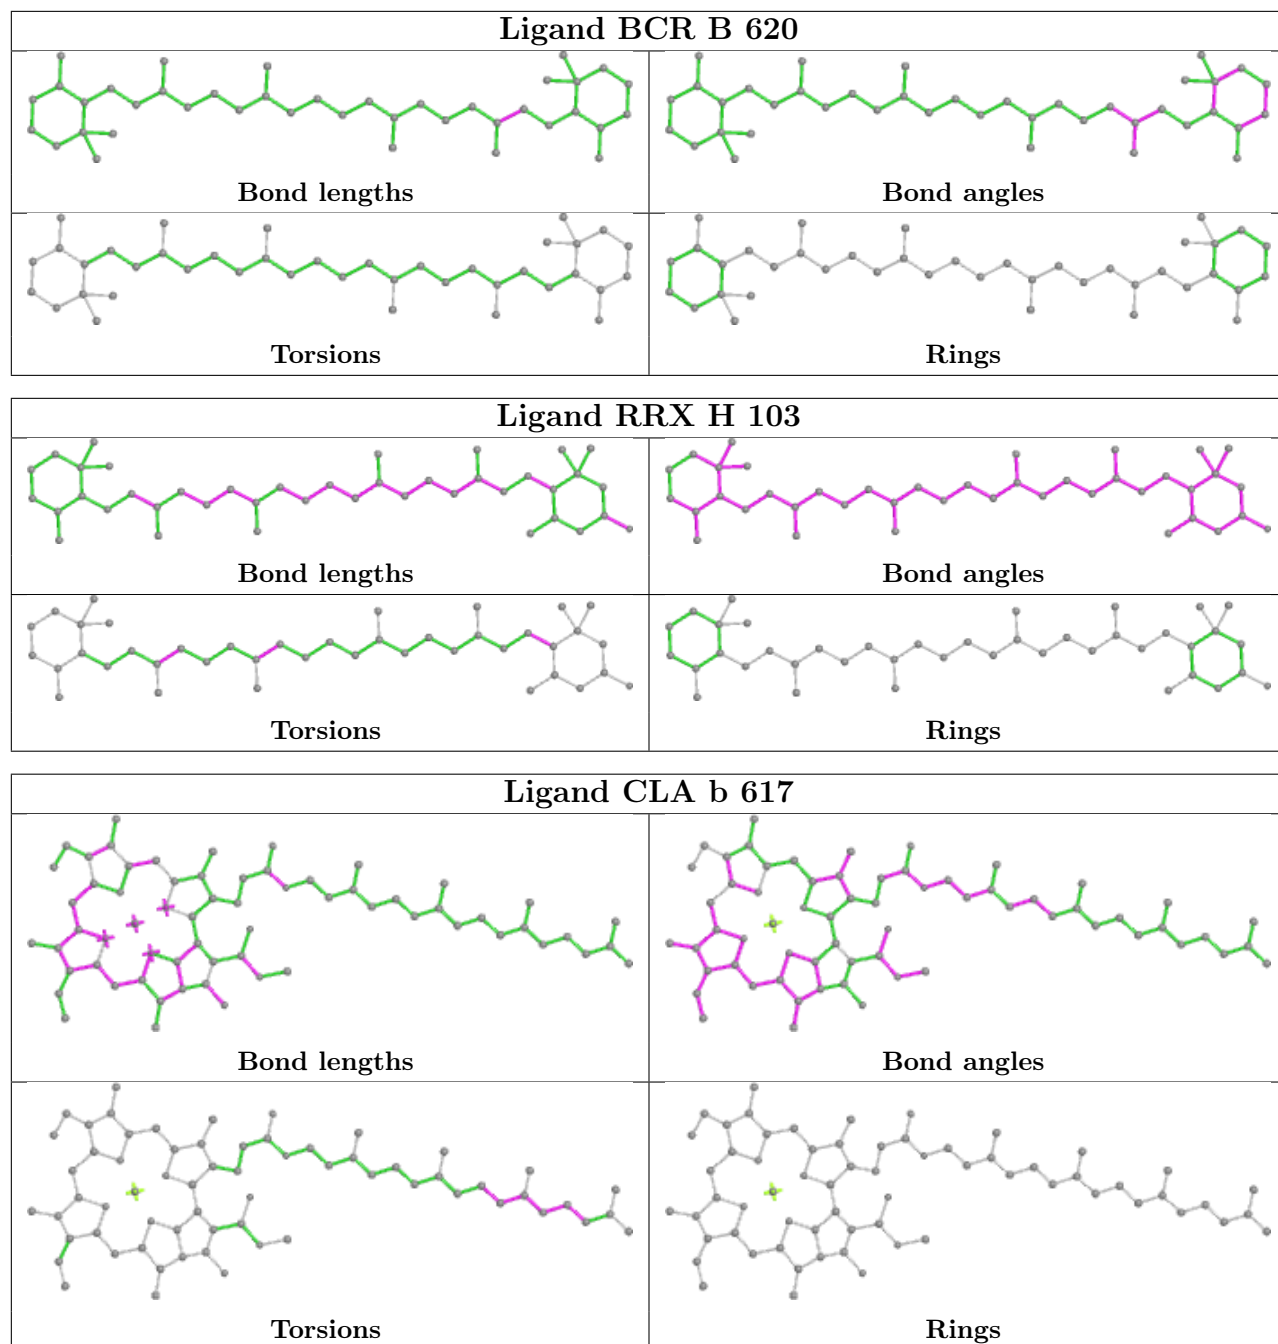 Ligand BCR B 620
Bond lengths
Bond angles
Torsions
Rings
Ligand RRX H 103
Bond lengths
Bond angles
Torsions
Rings
Ligand CLA b 617
Bond lengths
Bond angles
Torsions
Rings